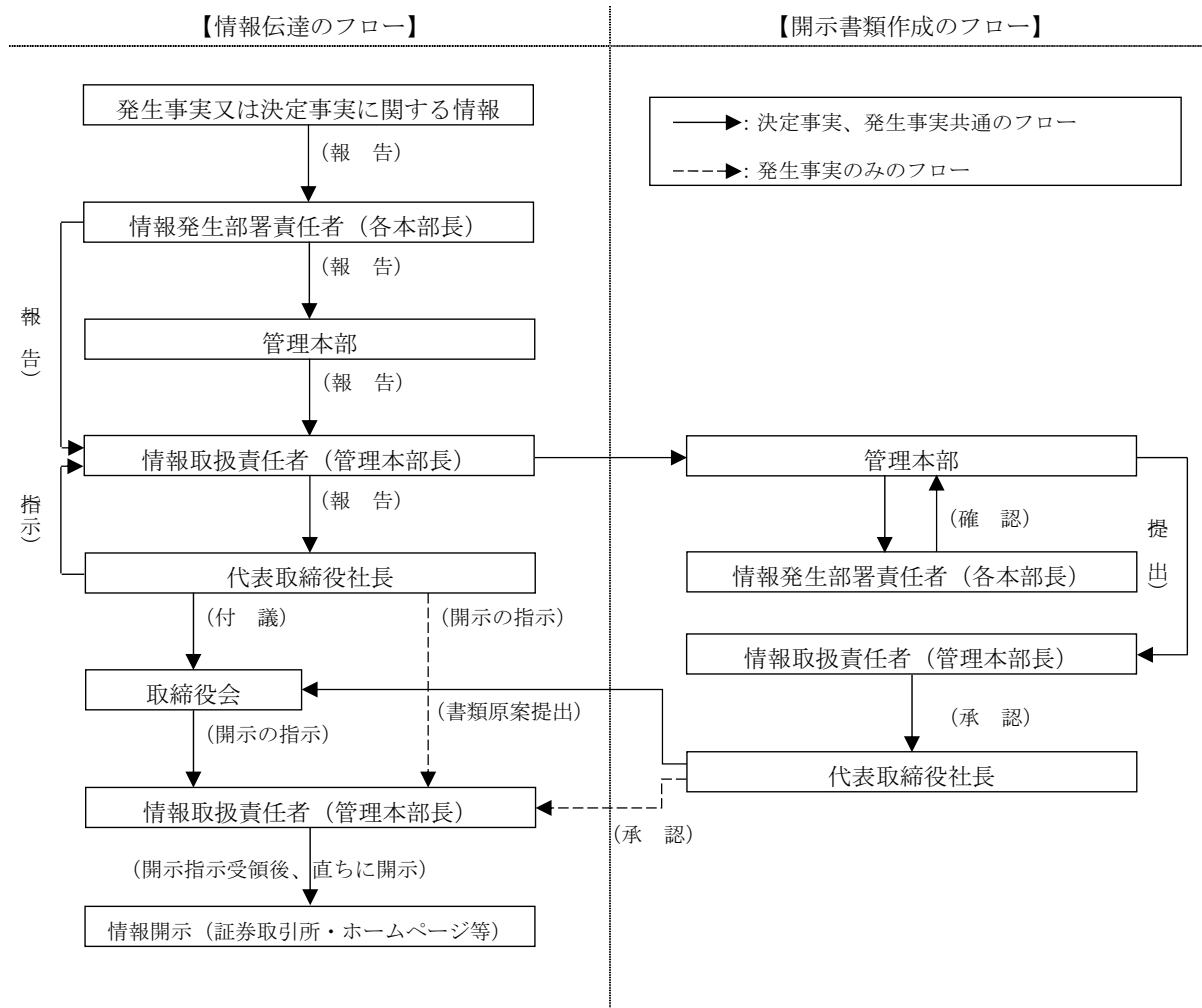 【情報伝達のフロー】
【開示書類作成のフロー】
発生事実又は決定事実に関する情報
（報　告）
情報発生部署責任者（各本部長）
（報　告）
管理本部
（報　告）
報　告）
情報取扱責任者（管理本部長）
（報　告）
指示）
代表取締役社長
（付　議）
（開示の指示）
取締役会
（書類原案提出）
（開示の指示）
情報取扱責任者（管理本部長）
（開示指示受領後、直ちに開示）
情報開示（証券取引所・ホームページ等）
：決定事実、発生事実共通のフロー
：発生事実のみのフロー
管理本部
（確　認）
提　出）
情報発生部署責任者（各本部長）
情報取扱責任者（管理本部長）
（承　認）
代表取締役社長
（承　認）